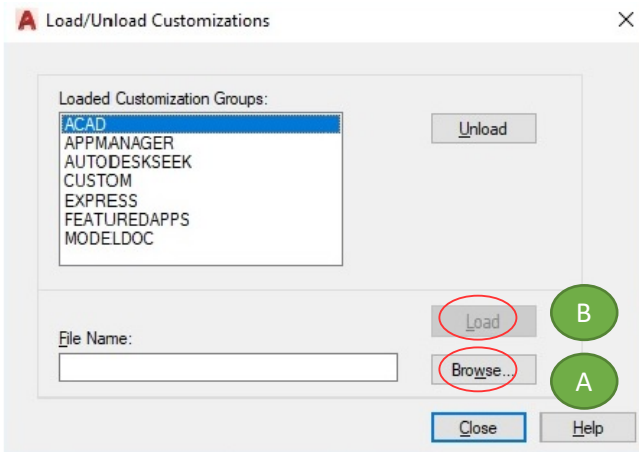 Load/Unload Customizations
Loaded Customization Groups:
ACAD
APPMANAGER
AUTODESKSEEK
CUSTOM
EXPRESS
FEATUREDAPPS
MODELDOC
Unload
Load
B
File Name:
Browse...
A
Close
Help